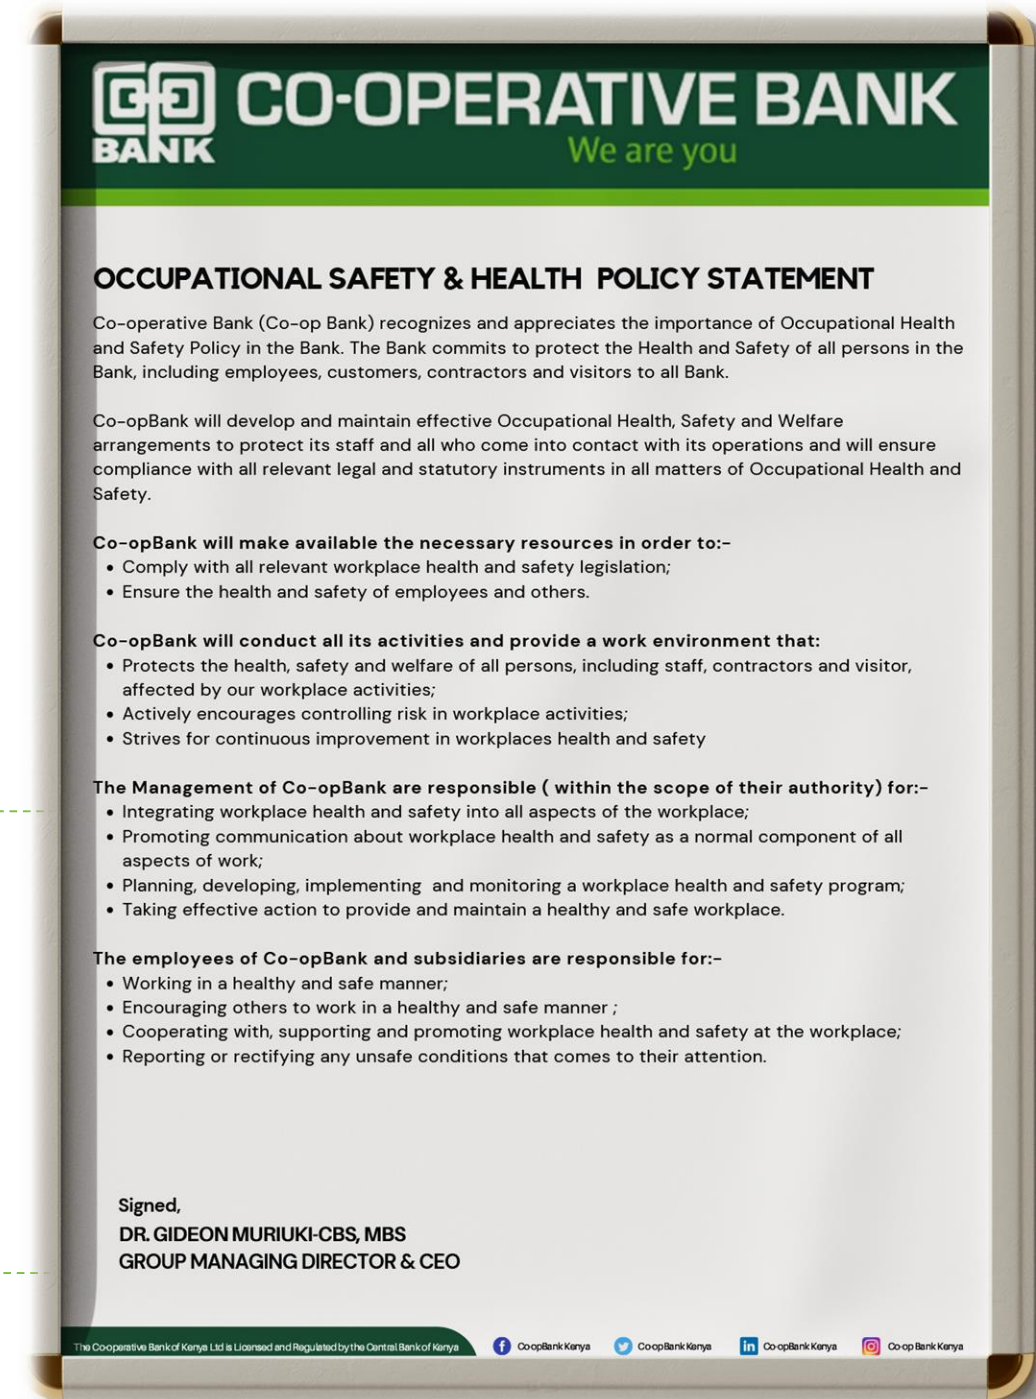 BANK
CO-OPERATIVE BANK
We are you
OCCUPATIONAL SAFETY & HEALTH POLICY STATEMENT
Co-operative Bank (Co-op Bank) recognizes and appreciates the importance of Occupational Health
and Safety Policy in the Bank. The Bank commits to protect the Health and Safety of all persons in the
Bank, including employees, customers, contractors and visitors to all Bank.
Co-opBank will develop and maintain effective Occupational Health, Safety and Welfare
arrangements to protect its staff and all who come into contact with its operations and will ensure
compliance with all relevant legal and statutory instruments in all matters of Occupational Health and
Safety.
Co-opBank will make available the necessary resources in order to:-
• Comply with all relevant workplace health and safety legislation;
• Ensure the health and safety of employees and others.
Co-opBank will conduct all its activities and provide a work environment that:
• Protects the health, safety and welfare of all persons, including staff, contractors and visitor,
affected by our workplace activities;
• Actively encourages controlling risk in workplace activities;
• Strives for continuous improvement in workplaces health and safety
The Management of Co-opBank are responsible ( within the scope of their authority) for:-
• Integrating workplace health and safety into all aspects of the workplace;
• Promoting communication about workplace health and safety as a normal component of all
aspects of work;
• Planning, developing, implementing and monitoring a workplace health and safety program;
• Taking effective action to provide and maintain a healthy and safe workplace.
The employees of Co-opBank and subsidiaries are responsible for:-
• Working in a healthy and safe manner;
• Encouraging others to work in a healthy and safe manner ;
• Cooperating with, supporting and promoting workplace health and safety at the workplace;
• Reporting or rectifying any unsafe conditions that comes to their attention.
Signed,
DR. GIDEON MURIUKI-CBS, MBS
GROUP MANAGING DIRECTOR & CEO
The Co-operative Bank of Kenya Ltd is Licensed and Regulated by the Central Bank of Kenya
Co-opBank Kenya
Co-opBank Kenya
Co-opBank Kenya
Co-op Bank Kenya